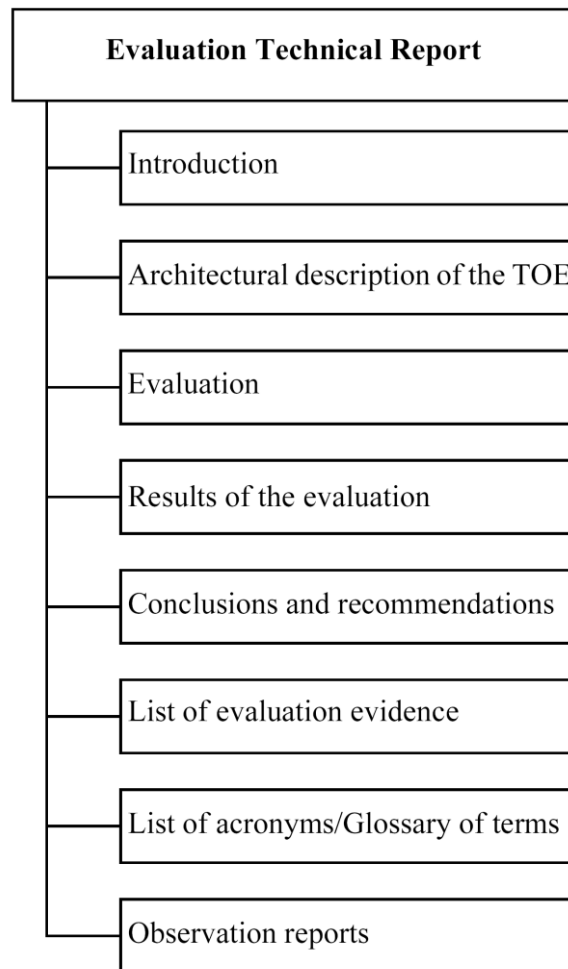 Evaluation Technical Report
Introduction
Architectural description of the TOE
Evaluation
Results of the evaluation
Conclusions and recommendations
List of evaluation evidence
List of acronyms/Glossary of terms
Observation reports